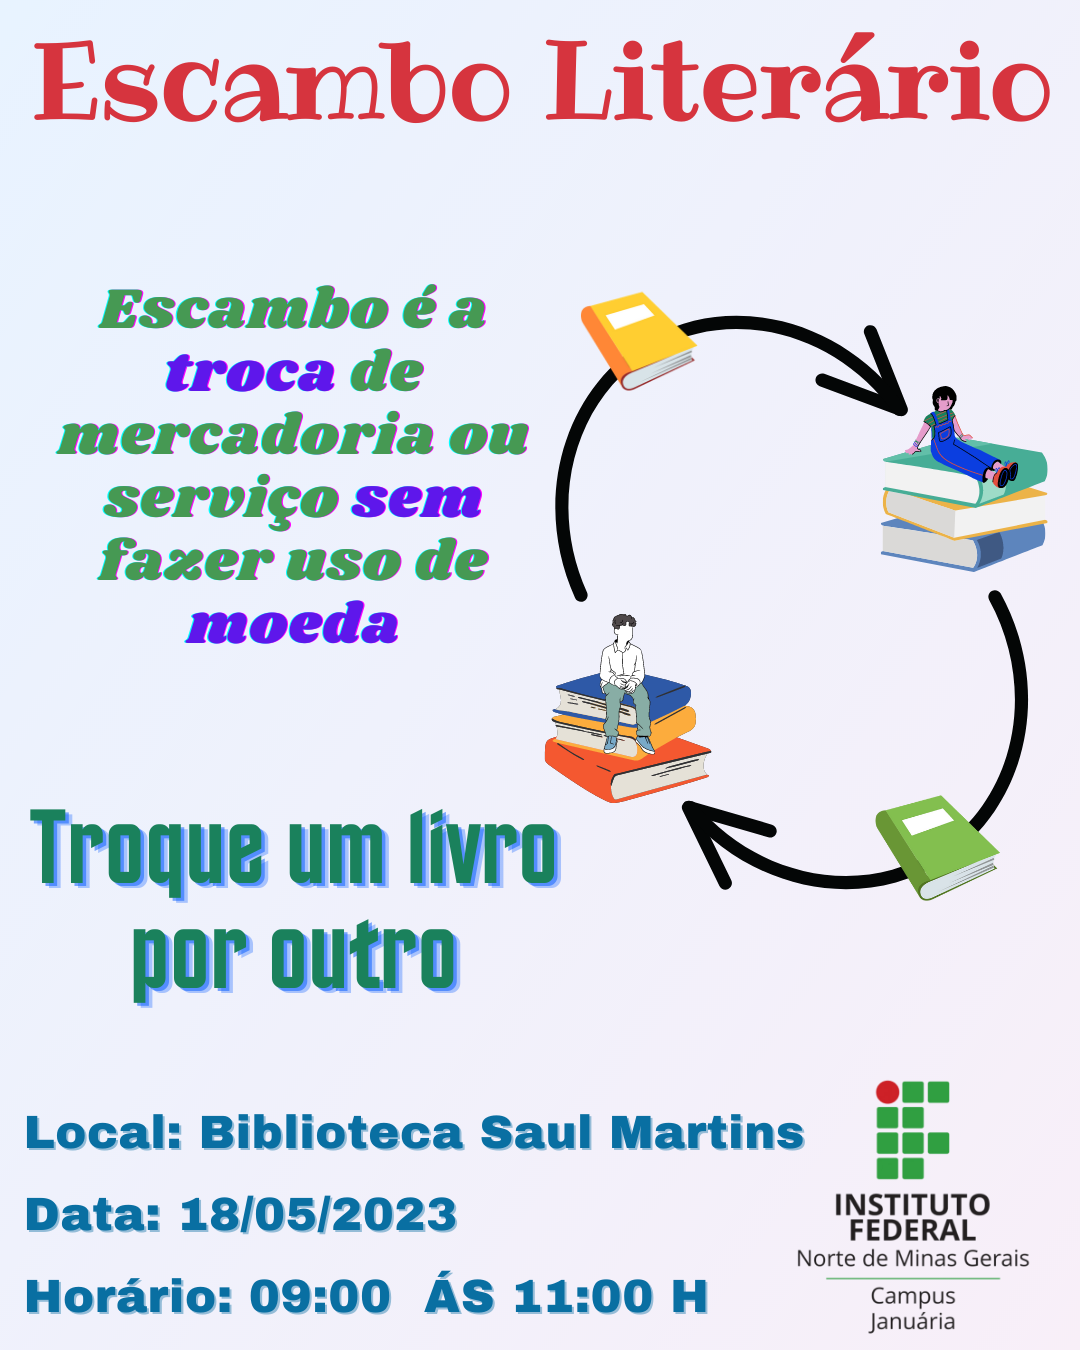 Escambo Literário
Escambo é a
troca de
mercadoria ou
serviço sem
fazer uso de
moeda
Troque um livro
por outro
Local: Biblioteca Saul Martins
Data: 18/05/2023
Horário: 09:00 ÁS 11:00 H
INSTITUTO
FEDERAL
Norte de Minas Gerais
Campus
Januária